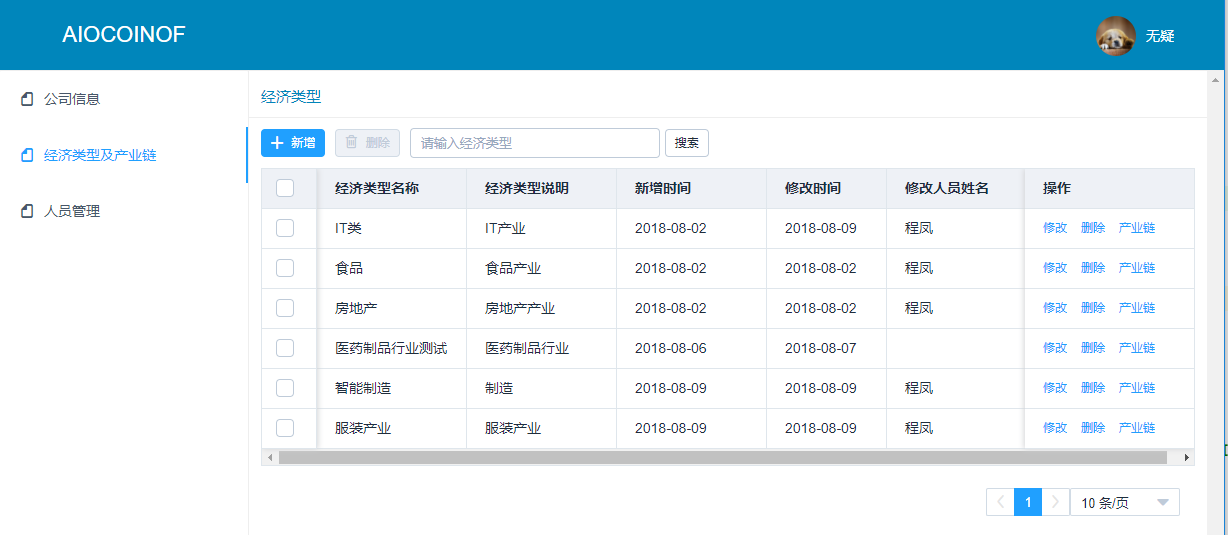 AIOCOINOF
无疑
公司信息
经济类型及产业链
人员管理
经济类型
新增 删除 请输入经济类型 搜索
经济类型名称 经济类型说明 新增时间 修改时间 修改人员姓名 操作
IT类 IT产业 2018-08-02 2018-08-09 程凤 修改 删除 产业链
食品 食品产业 2018-08-02 2018-08-02 程凤 修改 删除 产业链
房地产 房地产产业 2018-08-02 2018-08-02 程凤 修改 删除 产业链
医药制品行业测试 医药制品行业 2018-08-06 2018-08-07 修改 删除 产业链
智能制造 制造 2018-08-09 2018-08-09 程凤 修改 删除 产业链
服装产业 服装产业 2018-08-09 2018-08-09 程凤 修改 删除 产业链
1 10 条/页